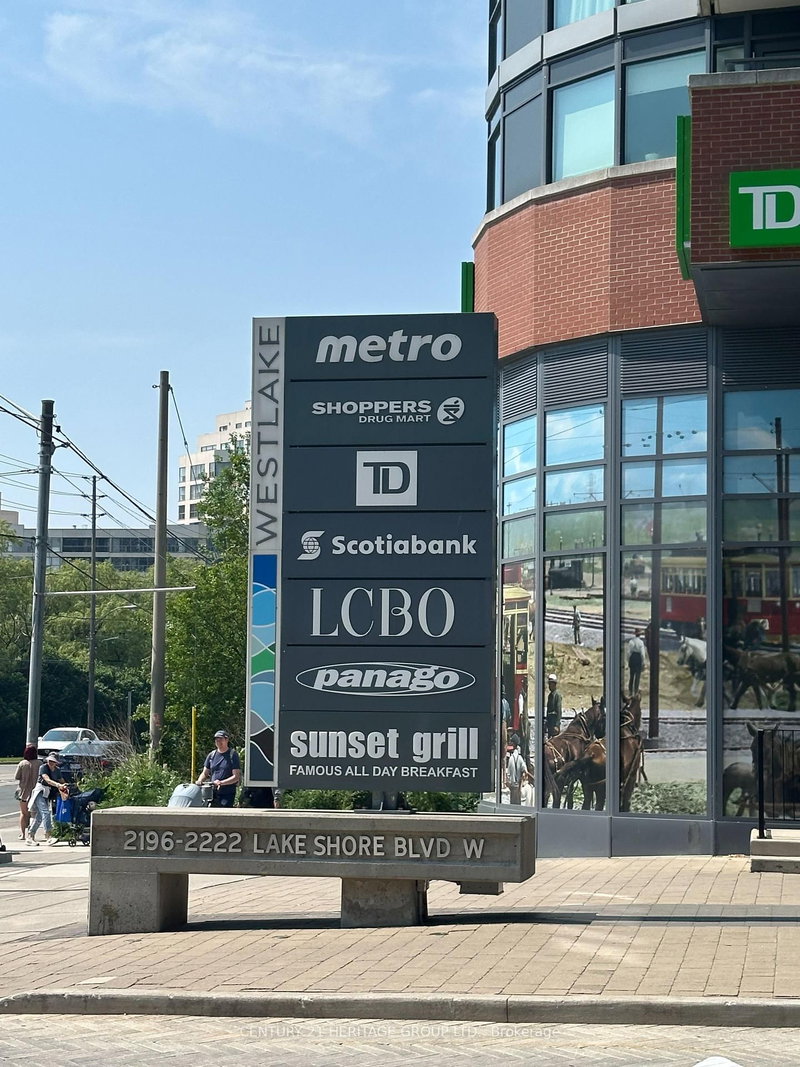 TD
WESTLAKE
metro
SHOPPERS
DRUG MART
TD
Scotiabank
LCBO
panago
sunset grill
FAMOUS ALL DAY BREAKFAST
2196-2222 LAKE SHORE BLVD W
CENTURY 21 HERITAGE GROUP LTD., Brokerage